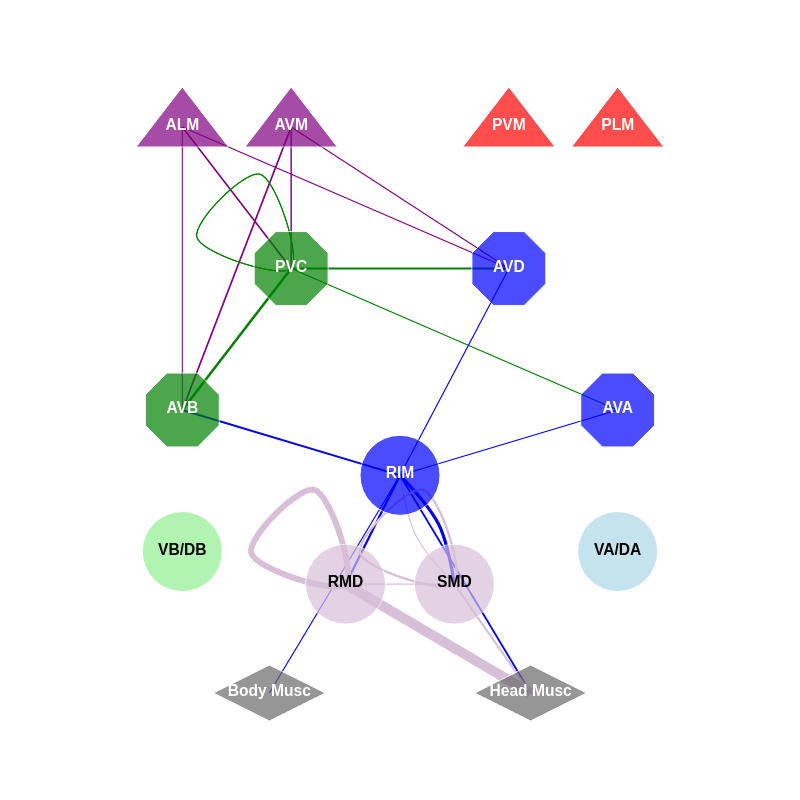 ALM
AVM
PVM
PLM
PVC
AVD
AVB
AVA
RIM
VB/DB
VA/DA
RMD
SMD
Body Musc
Head Musc